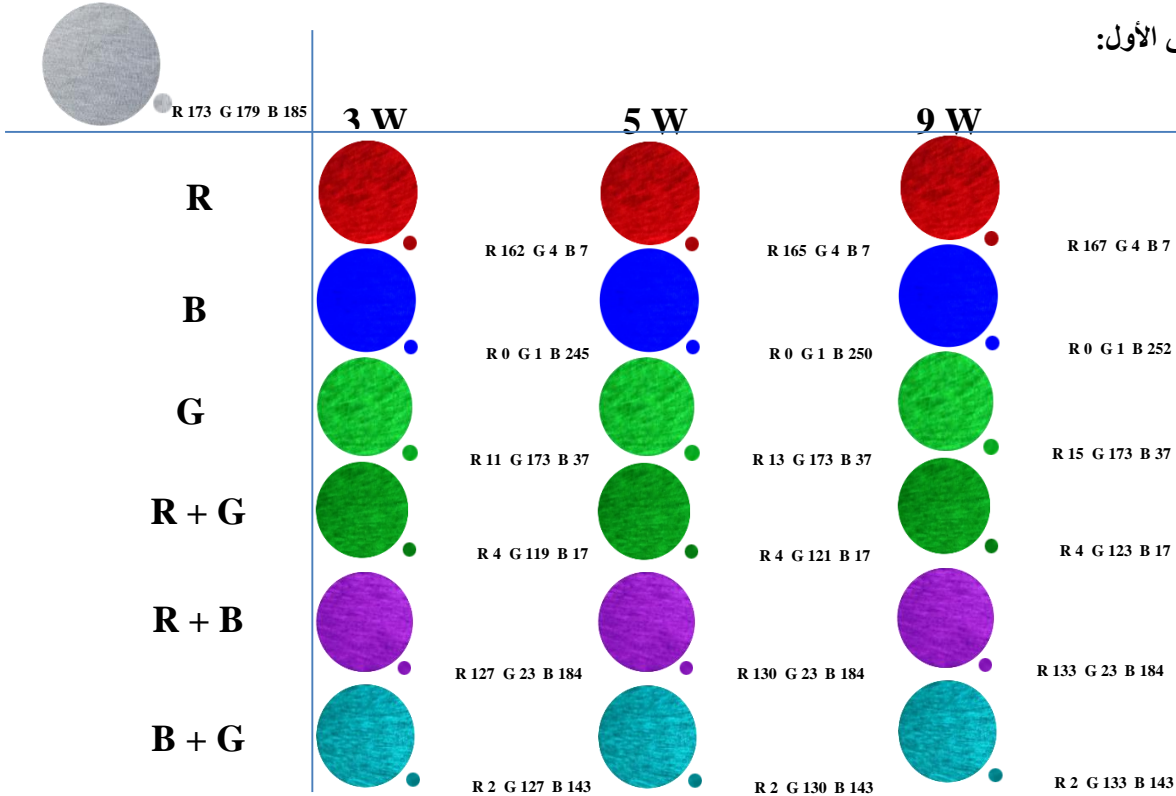 الأول:
R 173 G 179 B 185
3 W 5 W 9 W
R
R 162 G 4 B 7 R 165 G 4 B 7 R 167 G 4 B 7
B
R 0 G 1 B 245 R 0 G 1 B 250 R 0 G 1 B 252
G
R 11 G 173 B 37 R 13 G 173 B 37 R 15 G 173 B 37
R + G
R 4 G 119 B 17 R 4 G 121 B 17 R 4 G 123 B 17
R + B
R 127 G 23 B 184 R 130 G 23 B 184 R 133 G 23 B 184
B + G
R 2 G 127 B 143 R 2 G 130 B 143 R 2 G 133 B 143